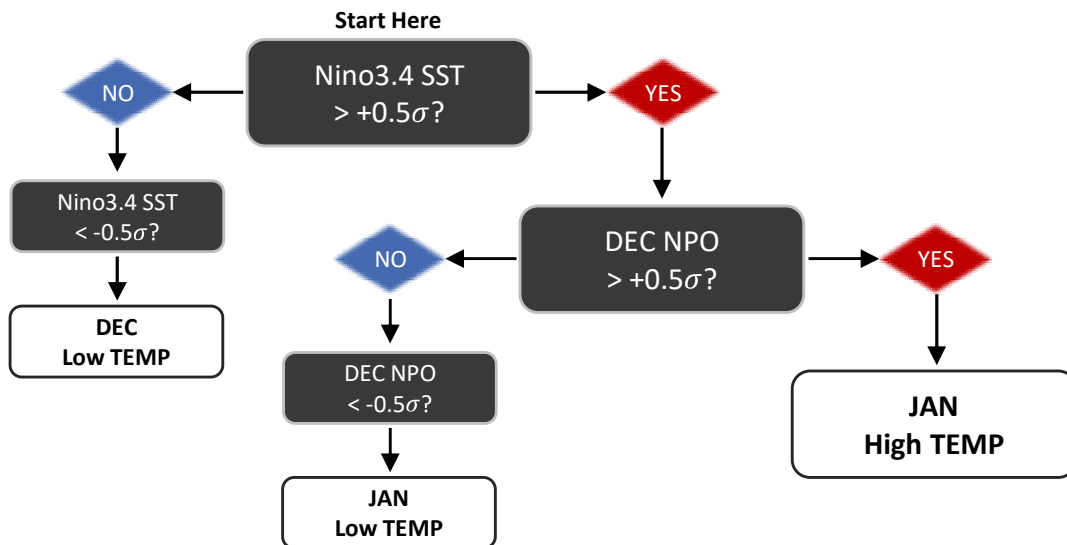 Start Here
Nino3.4 SST
> +0.5σ?
NO
YES
Nino3.4 SST
< -0.5σ?
DEC NPO
> +0.5σ?
NO
YES
DEC
Low TEMP
DEC NPO
< -0.5σ?
JAN
High TEMP
JAN
Low TEMP